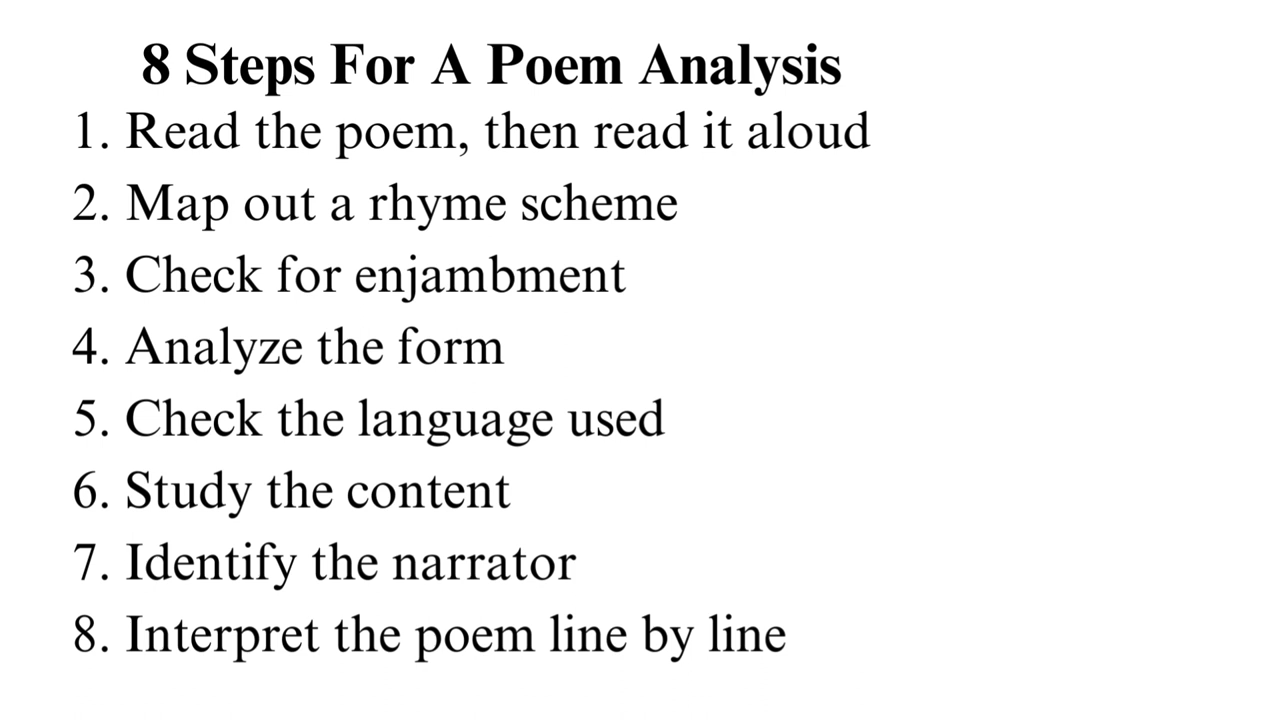 8 Steps For A Poem Analysis
1. Read the poem, then read it aloud
2. Map out a rhyme scheme
3. Check for enjambment
4. Analyze the form
5. Check the language used
6. Study the content
7. Identify the narrator
8. Interpret the poem line by line